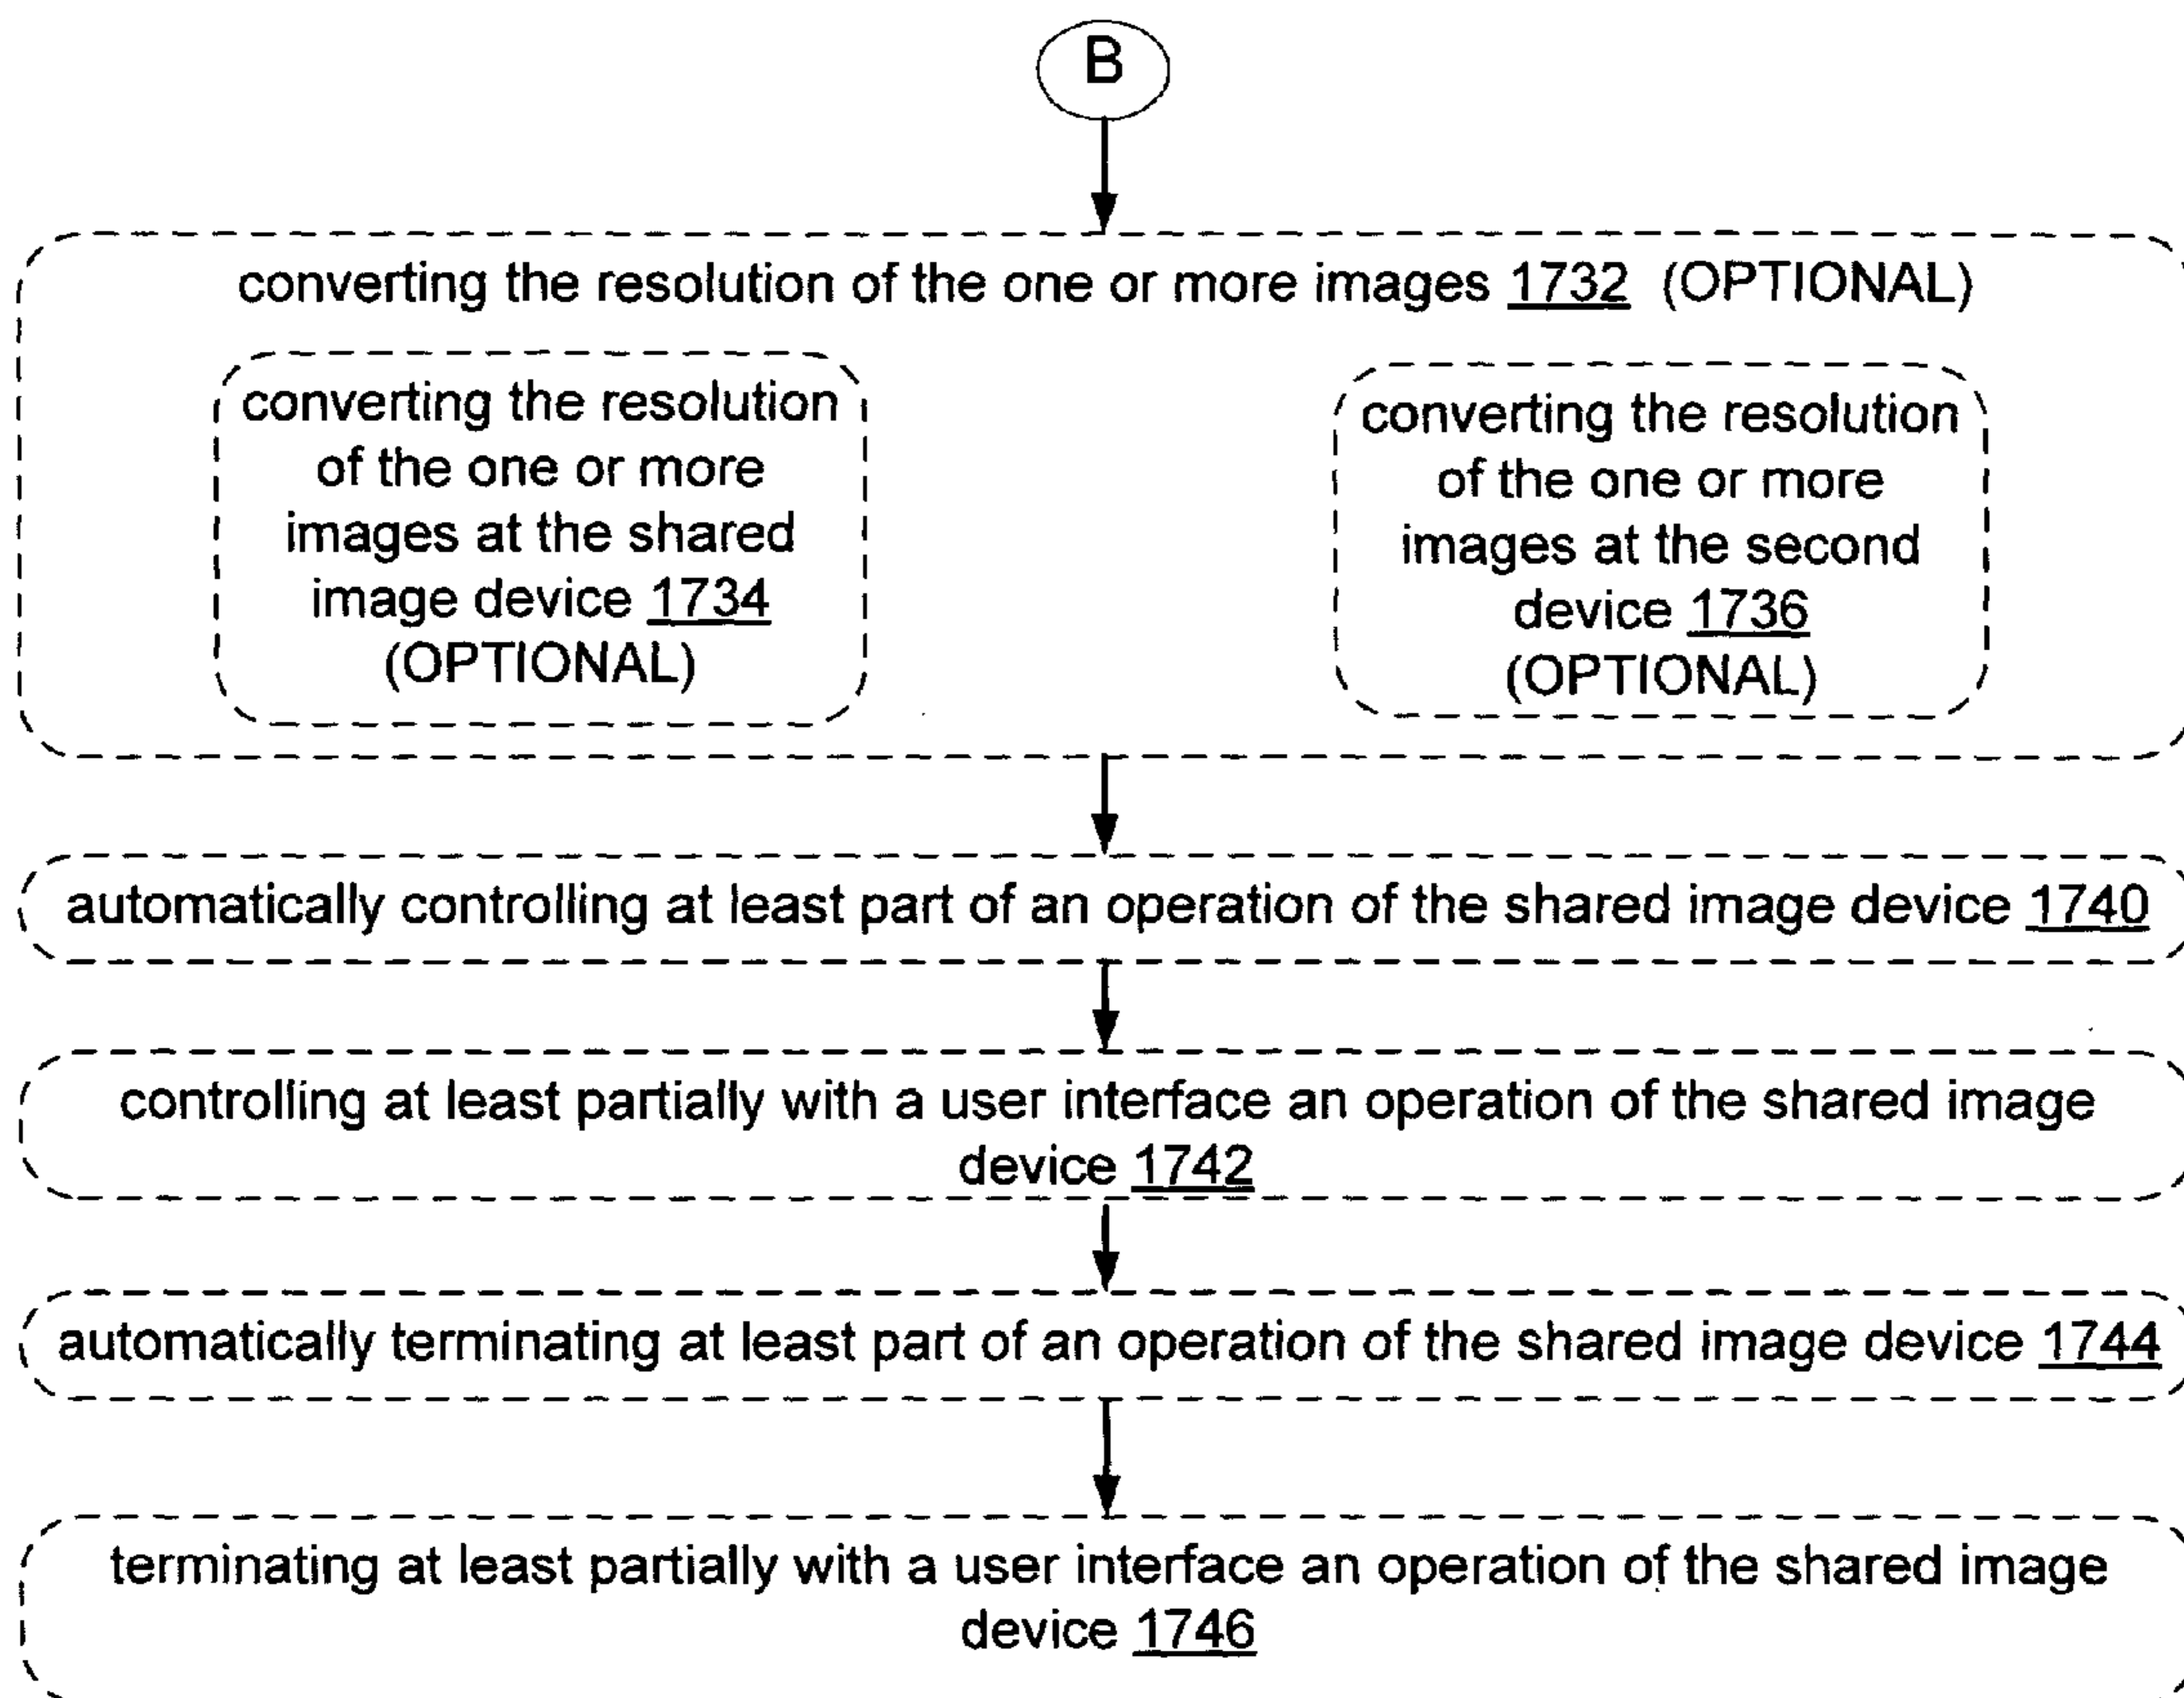 B
converting the resolution of the one or more images 1732 (OPTIONAL)
converting the resolution
of the one or more
images at the shared
image device 1734
(OPTIONAL)
converting the resolution
of the one or more
images at the second
device 1736
(OPTIONAL)
automatically controlling at least part of an operation of the shared image device 1740
controlling at least partially with a user interface an operation of the shared image
device 1742
automatically terminating at least part of an operation of the shared image device 1744
terminating at least partially with a user interface an operation of the shared image
device 1746